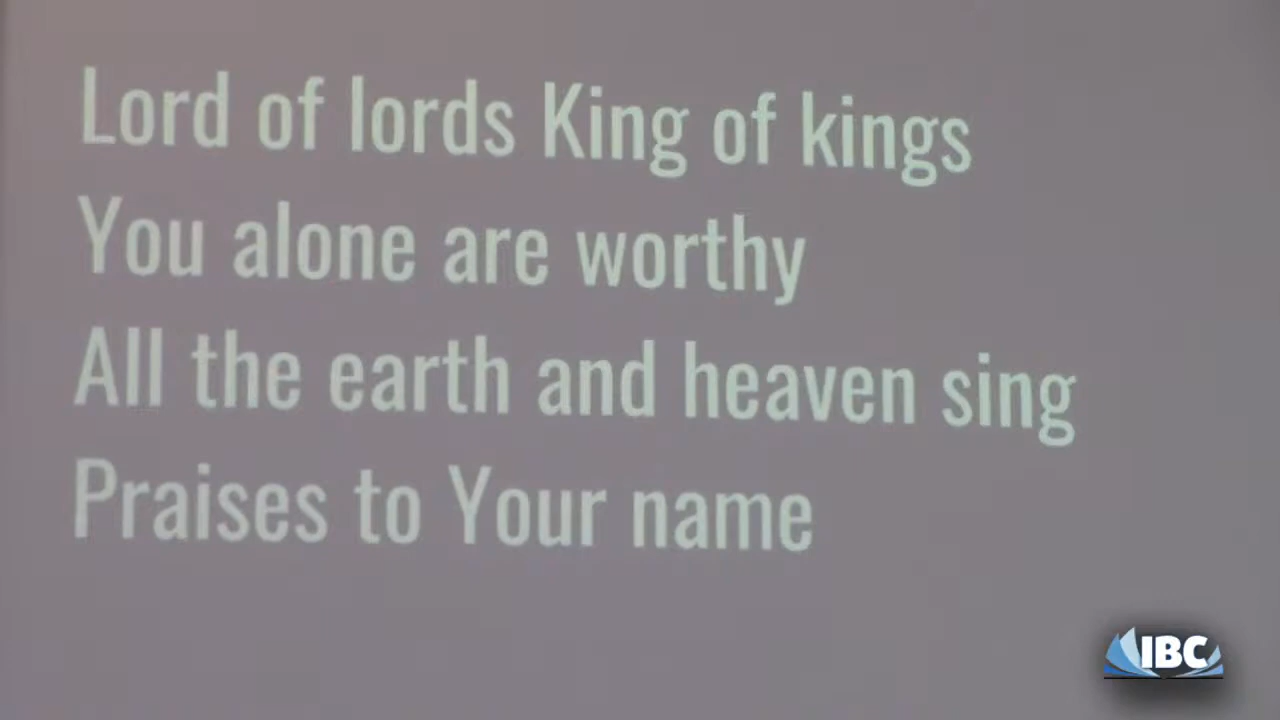 Lord of lords King of kings
You alone are worthy
All the earth and heaven sing
Praises to Your name
IBC